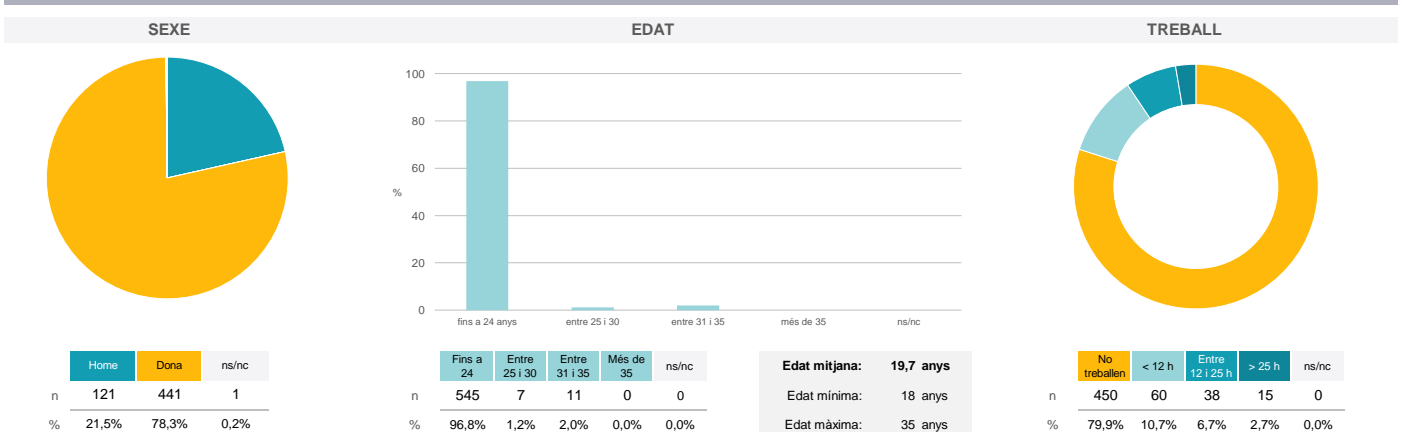 SEXE EDAT TREBALL
100
80
60
%
40
20
0
fins a 24 anys entre 25 i 30 entre 31 i 35 més de 35 ns/nc
Home Dona ns/nc
n 121 441 1
% 21,5% 78,3% 0,2%
Fins a 24 Entre 25 i 30 Entre 31 i 35 Més de 35 ns/nc
n 545 7 11 0 0
% 96,8% 1,2% 2,0% 0,0% 0,0%
Edat mitjana: 19,7 anys
Edat mínima: 18 anys
Edat màxima: 35 anys
No treballen < 12 h Entre 12 i 25 h > 25 h ns/nc
n 450 60 38 15 0
% 79,9% 10,7% 6,7% 2,7% 0,0%